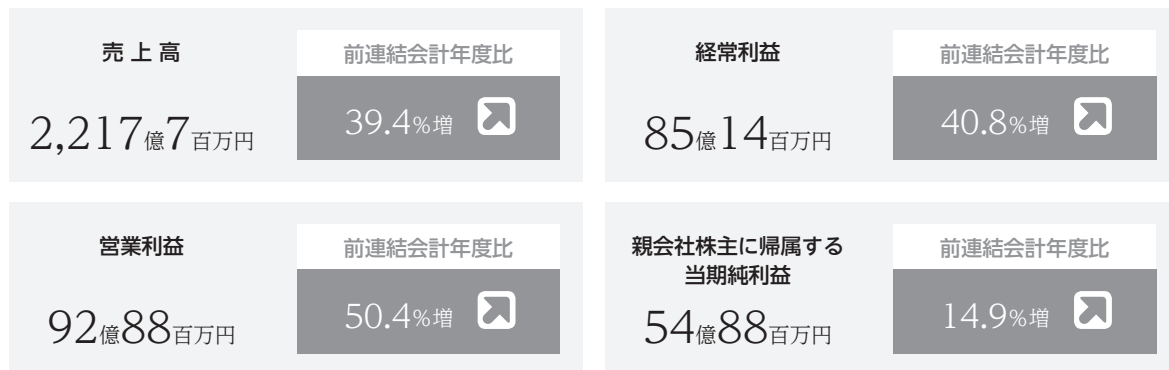 売上高
前連結会計年度比
2,217億7百万円
39.4%増
経常利益
前連結会計年度比
85億14百万円
40.8%増
営業利益
前連結会計年度比
92億88百万円
50.4%増
親会社株主に帰属する
当期純利益
前連結会計年度比
54億88百万円
14.9%増